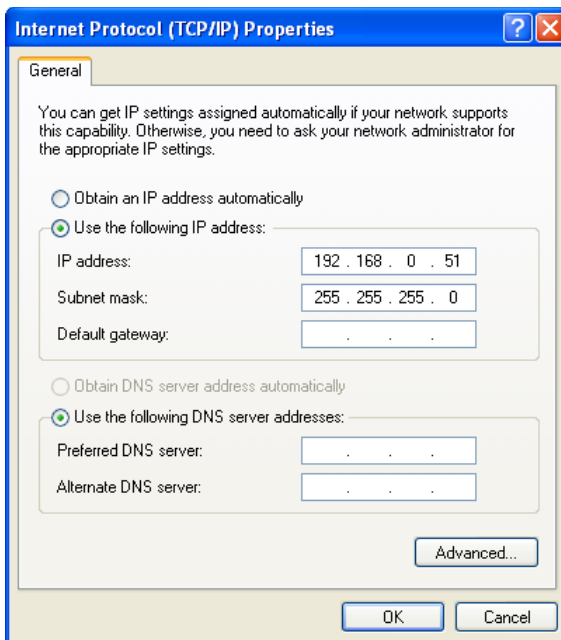 Internet Protocol (TCP/IP) Properties
General
You can get IP settings assigned automatically if your network supports
this capability. Otherwise, you need to ask your network administrator for
the appropriate IP settings.
Obtain an IP address automatically
Use the following IP address:
IP address: 192 . 168 . 0 . 51
Subnet mask: 255 . 255 . 255 . 0
Default gateway: . . .
Obtain DNS server address automatically
Use the following DNS server addresses:
Preferred DNS server: . . .
Alternate DNS server: . . .
Advanced...
OK Cancel